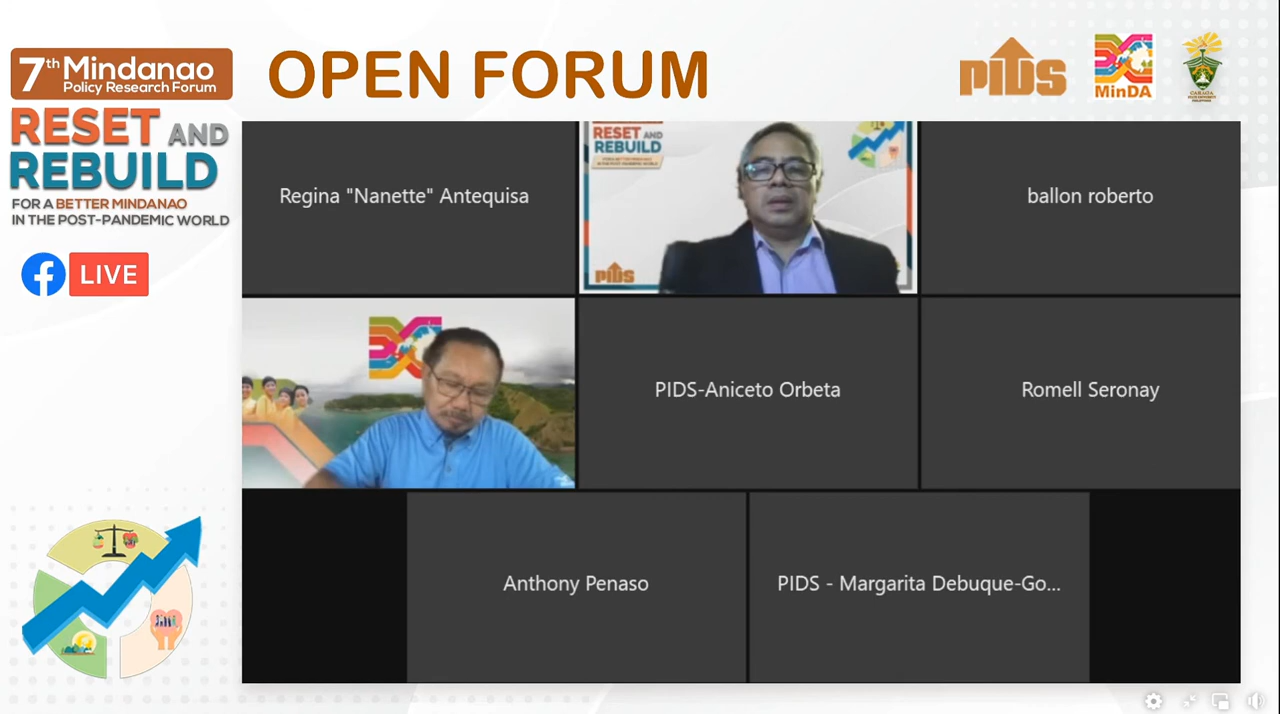 7th Mindanao
Policy Research Forum
RESET AND
REBUILD
FOR A BETTER MINDANAO
IN THE POST-PANDEMIC WORLD
LIVE
OPEN FORUM
PIDS
MinDA
Regina "Nanette" Antequisa
RESET AND
REBUILD
PIDS
ballon roberto
PIDS-Aniceto Orbeta
Romell Seronay
Anthony Penaso
PIDS - Margarita Debuque-Go...